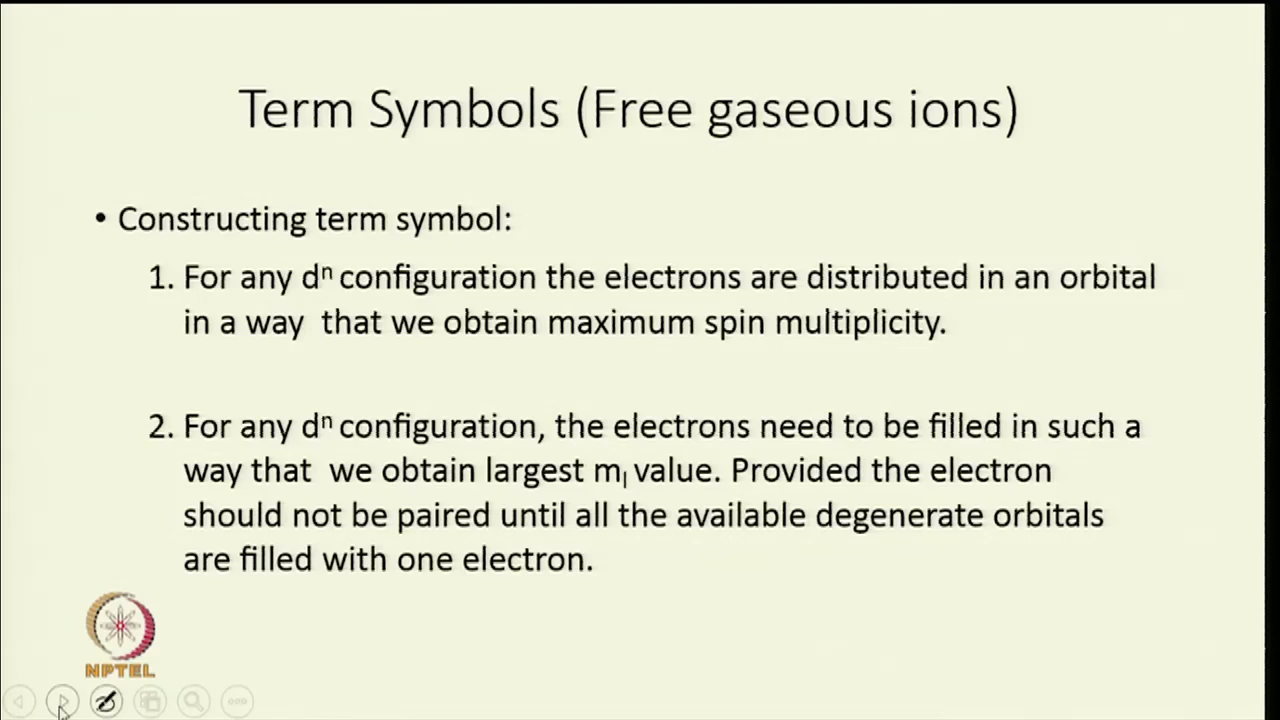 Term Symbols (Free gaseous ions)
• Constructing term symbol:
1. For any dⁿ configuration the electrons are distributed in an orbital
in a way that we obtain maximum spin multiplicity.
2. For any dⁿ configuration, the electrons need to be filled in such a
way that we obtain largest mₗ value. Provided the electron
should not be paired until all the available degenerate orbitals
are filled with one electron.
NPTEL